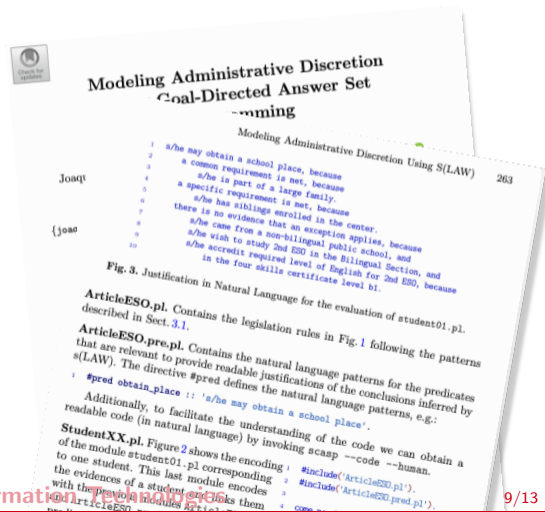 Check for
updates
Modeling Administrative Discretion
Goal-Directed Answer Set
mming
Joaqu
{joao
Modeling Administrative Discretion Using S(LAW) 263
1 s/he may obtain a school place, because
2 a common requirement is met, because
3 s/he is part of a large family.
4 a specific requirement is met, because
5 s/he has siblings enrolled in the center.
6 there is no evidence that an exception applies, because
7 s/he came from a non-bilingual public school, and
8 s/he wish to study 2nd ESO in the Bilingual Section, and
9 s/he accredit required level of English for 2nd ESO, because
10 in the four skills certificate level b1.
Fig. 3. Justification in Natural Language for the evaluation of student01.pl.
ArticleESO.pl. Contains the legislation rules in Fig. 1 following the patterns
described in Sect. 3.1.
ArticleESO.pre.pl. Contains the natural language patterns for the predicates
that are relevant to provide readable justifications of the conclusions inferred by
s(LAW). The directive #pred defines the natural language patterns, e.g.:
1 #pred obtain_place :: 's/he may obtain a school place'.
Additionally, to facilitate the understanding of the code we can obtain a
readable code (in natural language) by invoking scasp --code --human.
StudentXX.pl. Figure 2 shows the encoding
of the module student01.pl corresponding
to one student. This last module encodes
the evidences of a student
with the previous modules
1 #include('ArticleESO.pl').
2 #include('ArticleESO.pred.pl').
3
rmation Technologies 9/13